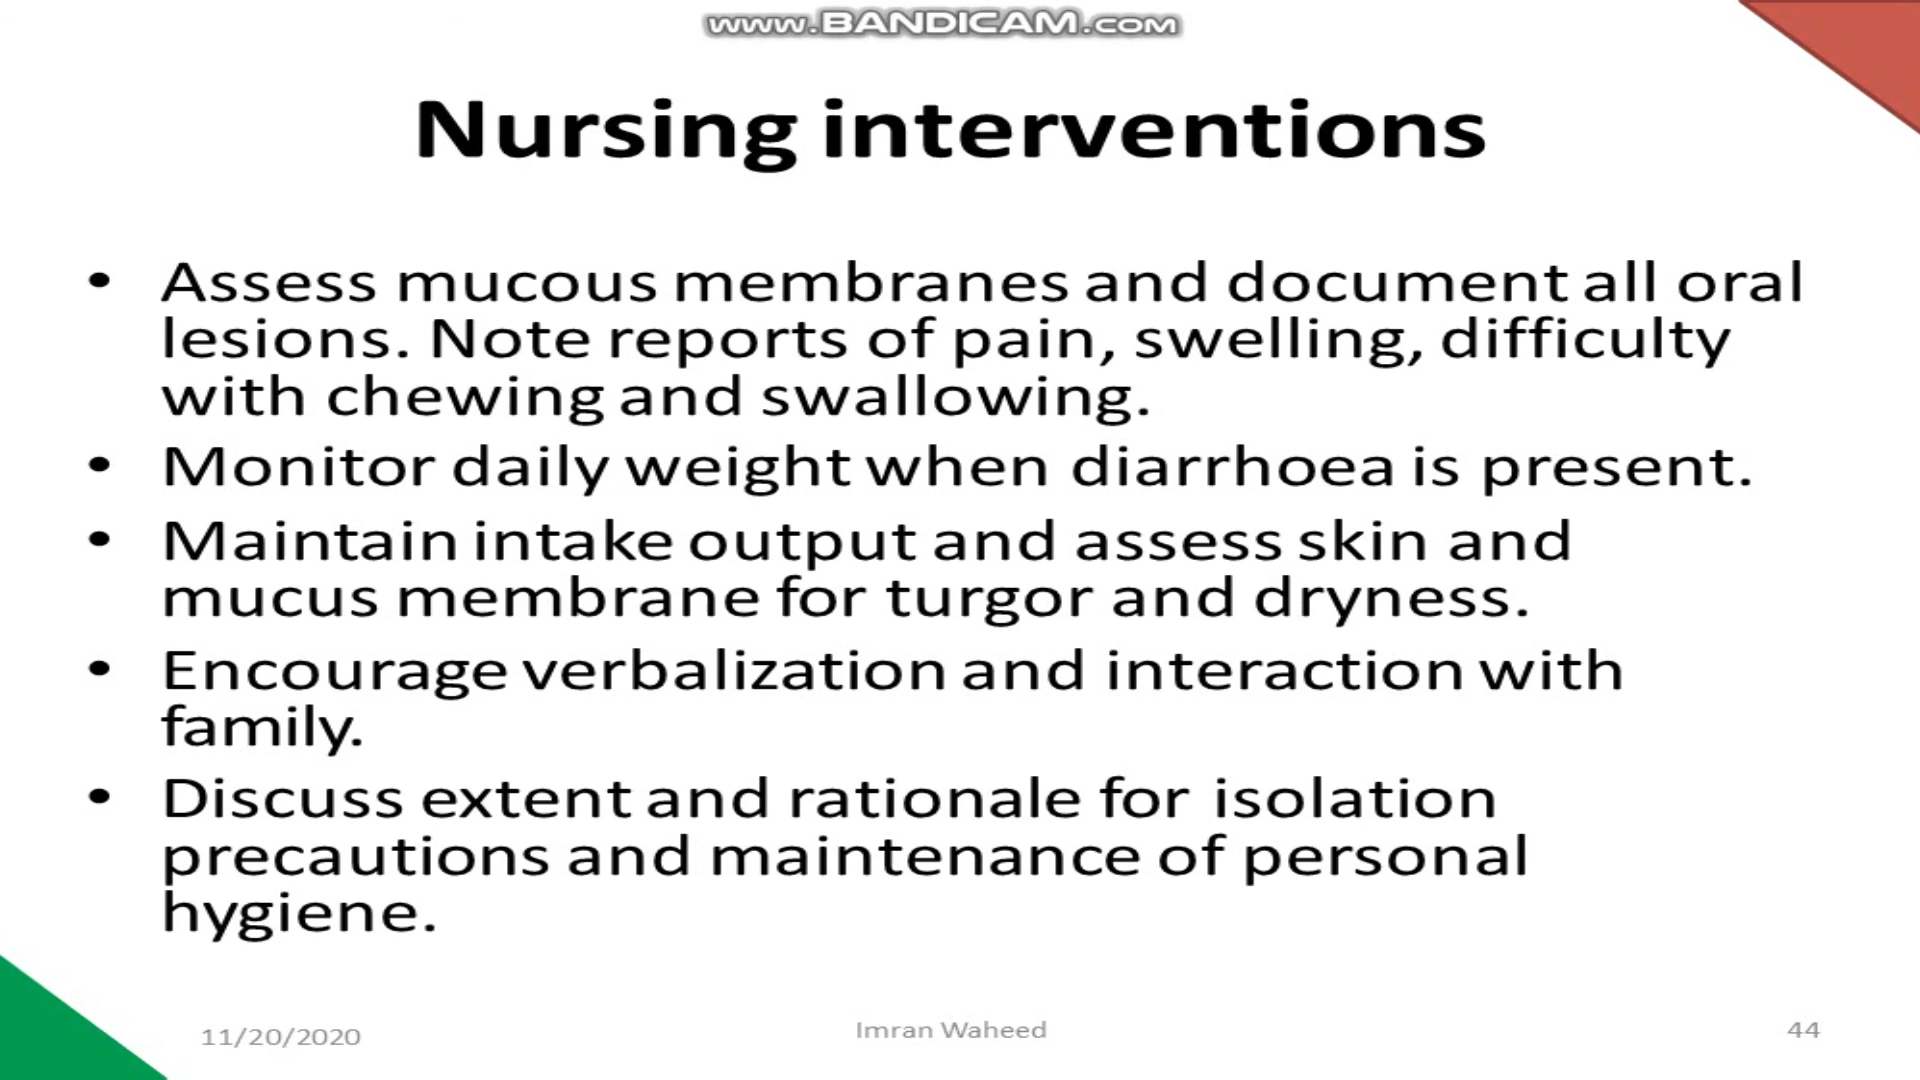 www.BANDICAM.com
Nursing interventions
• Assess mucous membranes and document all oral
lesions. Note reports of pain, swelling, difficulty
with chewing and swallowing.
• Monitor daily weight when diarrhoea is present.
• Maintain intake output and assess skin and
mucus membrane for turgor and dryness.
• Encourage verbalization and interaction with
family.
• Discuss extent and rationale for isolation
precautions and maintenance of personal
hygiene.
11/20/2020
Imran Waheed
44